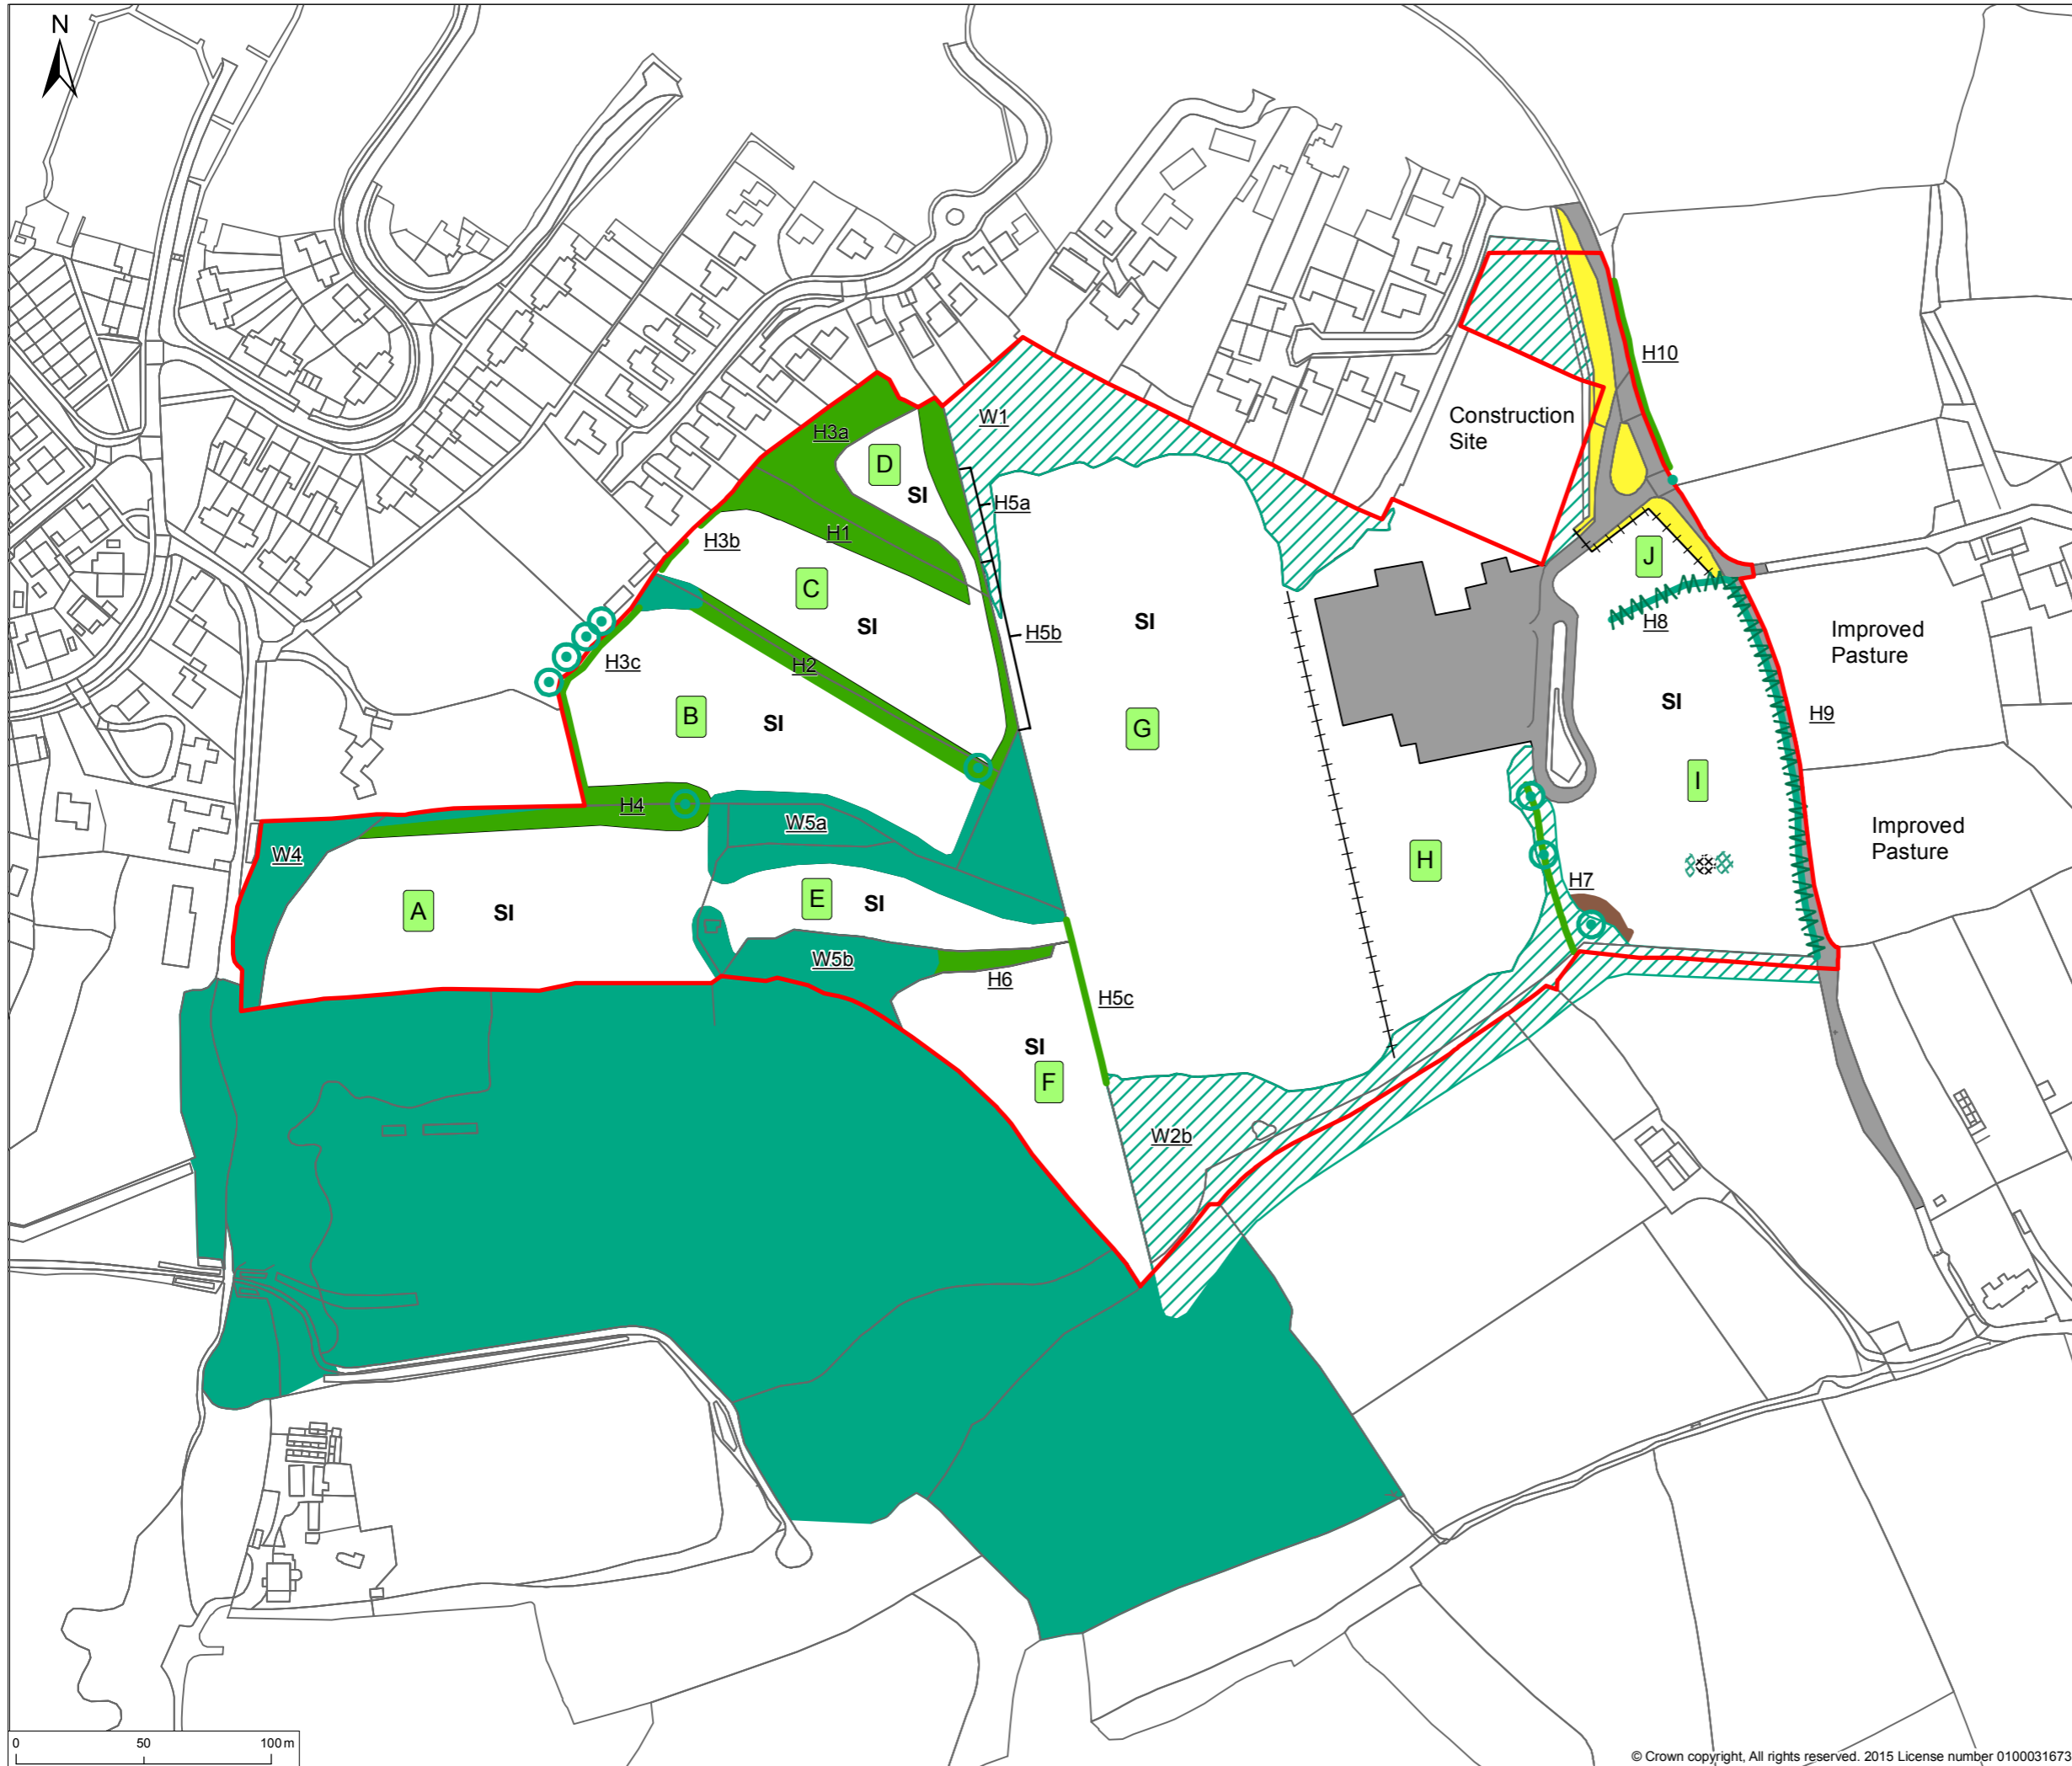 N
H10
W1
Construction
Site
H3a
D
SI
H5a
H3b
H1
J
C
SI
H8
SI
Improved
Pasture
H5b
H3c
H2
SI
H9
B
SI
G
I
H4
W5a
Improved
Pasture
W4
H
H7
A
SI
E
SI
W5b
H6
H5c
SI
F
W2b
0
50
100 m
© Crown copyright, All rights reserved. 2015 License number 0100031673